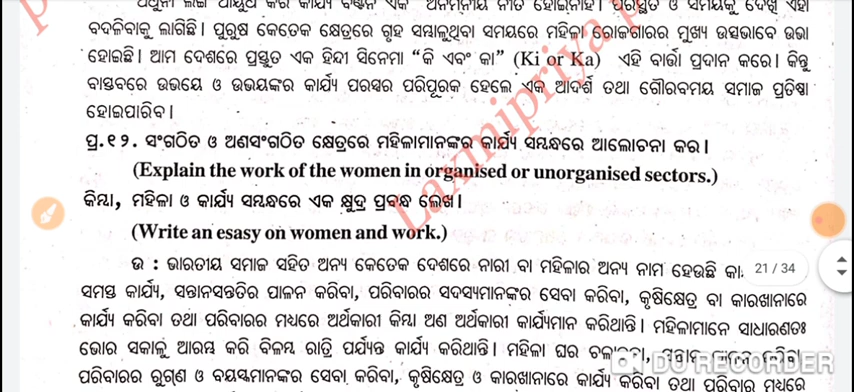 ବଦଳିବାକୁ ଲାଗିଛି। ପୁରୁଷ କେତେକ କ୍ଷେତ୍ରରେ ଗୃହ ସମ୍ଭାଳୁଥିବା ସମୟରେ ମହିଳା ରୋଜଗାରର ମୁଖ୍ୟ ଉତ୍ସଭାବେ ଉଭା
ହୋଇଛି। ଆମ ଦେଶରେ ପ୍ରସ୍ତୁତ ଏକ ହିନ୍ଦୀ ସିନେମା “କି ଏବଂ କା” (Ki or Ka) ଏହି ବାର୍ତ୍ତା ପ୍ରଦାନ କରେ। କିନ୍ତୁ
ବାସ୍ତବରେ ଉଭୟେ ଓ ଉଭୟଙ୍କର କାର୍ଯ୍ୟ ପରସ୍ପର ପରିପୂରକ ହେଲେ ଏକ ଆଦର୍ଶ ତଥା ଗୌରବମୟ ସମାଜ ପ୍ରତିଷ୍ଠା
ହୋଇପାରିବ।
ପ୍ର.୧୨. ସଂଗଠିତ ଓ ଅଣସଂଗଠିତ କ୍ଷେତ୍ରରେ ମହିଳାମାନଙ୍କର କାର୍ଯ୍ୟ ସମ୍ବନ୍ଧରେ ଆଲୋଚନା କର।
(Explain the work of the women in organised or unorganised sectors.)
କିମ୍ବା, ମହିଳା ଓ କାର୍ଯ୍ୟ ସମ୍ବନ୍ଧରେ ଏକ କ୍ଷୁଦ୍ର ପ୍ରବନ୍ଧ ଲେଖ।
(Write an esasy on women and work.)
ଉ : ଭାରତୀୟ ସମାଜ ସହିତ ଅନ୍ୟ କେତେକ ଦେଶରେ ନାରୀ ବା ମହିଳାର ଅନ୍ୟ ନାମ ହେଉଛି 21 / 34
ସମସ୍ତ କାର୍ଯ୍ୟ, ସନ୍ତାନସନ୍ତତିର ପାଳନ କରିବା, ପରିବାରର ସଦସ୍ୟମାନଙ୍କର ସେବା କରିବା, କୃଷିକ୍ଷେତ୍ର ବା କାରଖାନାରେ
କାର୍ଯ୍ୟ କରିବା ତଥା ପରିବାରର ମଧ୍ୟରେ ଅର୍ଥକାରୀ କିମ୍ବା ଅଣ ଅର୍ଥକାରୀ କାର୍ଯ୍ୟମାନ କରିଥାନ୍ତି। ମହିଳାମାନେ ସାଧାରଣତଃ
ଭୋର ସକାଳୁ ଆରମ୍ଭ କରି ବିଳମ୍ବ ରାତ୍ରି ପର୍ଯ୍ୟନ୍ତ କାର୍ଯ୍ୟ କରିଥାନ୍ତି। ମହିଳା ଘର
DU RECORDER
ପରିବାରର ରୁଗ୍‌ଣ ଓ ବୟସ୍କମାନଙ୍କର ସେବା କରିବା, କୃଷିକ୍ଷେତ୍ର ଓ କାରଖାନାରେ କାର୍ଯ୍ୟ କରିବା ତଥା ପରିବାର ମଧ୍ୟରେ
Laxmipriya